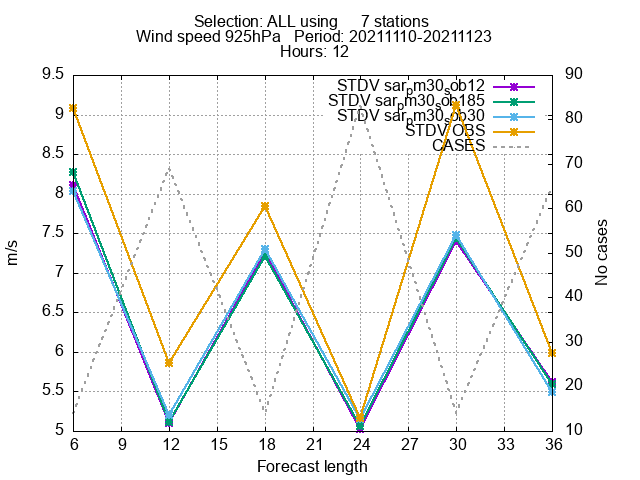 Selection: ALL using 7 stations
Wind speed 925hPa Period: 20211110-20211123
Hours: 12
STDV sarpm30sob12
STDV sarpm30sob185
STDV sarpm30sob30
STDV OBS
CASES
9.5
9
8.5
8
7.5
7
6.5
6
5.5
5
m/s
90
80
70
60
50
40
30
20
10
No cases
6 9 12 15 18 21 24 27 30 33 36
Forecast length